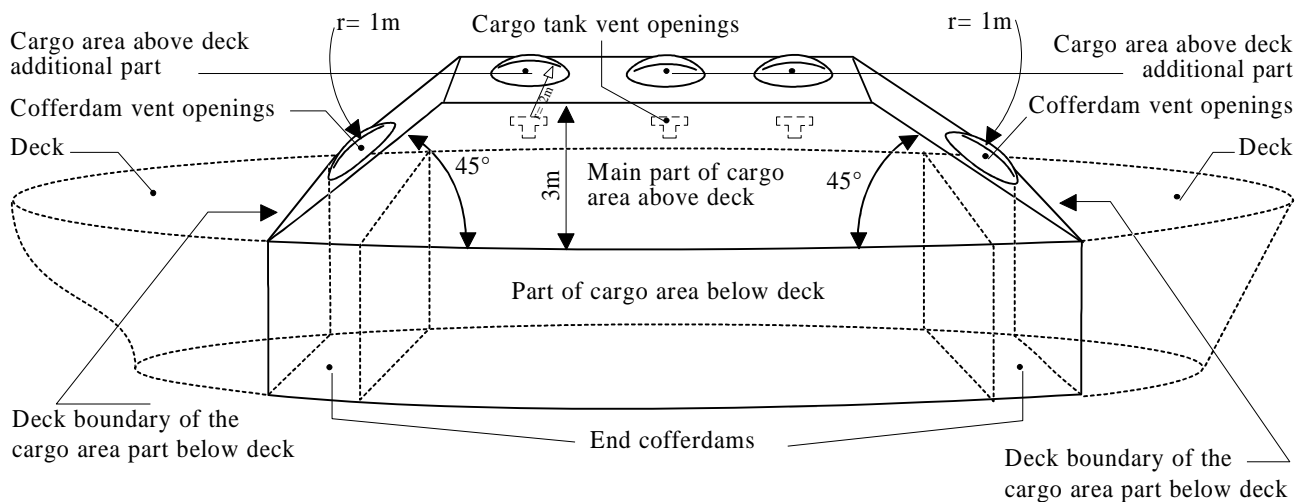 r= 1m
Cargo tank vent openings
r= 1m
Cargo area above deck
additional part
Cargo area above deck
additional part
Cofferdam vent openings
Cofferdam vent openings
Deck
Deck
r= 2m
45°
3m
Main part of cargo
area above deck
45°
Part of cargo area below deck
Deck boundary of the
cargo area part below deck
End cofferdams
Deck boundary of the
cargo area part below deck